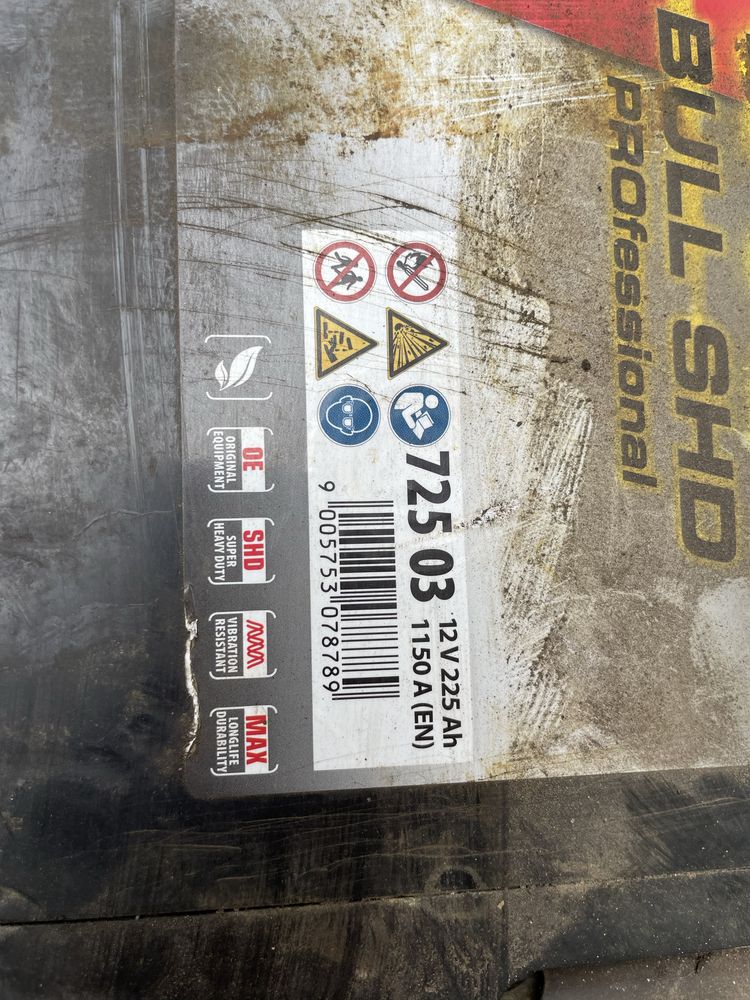 BULL SHD
PROfessional
725 03
12 V 225 Ah
1150 A (EN)
9 005753 078789
OE
ORIGINAL
EQUIPMENT
SHD
SUPER
HEAVY DUTY
VIBRATION
RESISTANT
MAX
LONGLIFE
DURABILITY